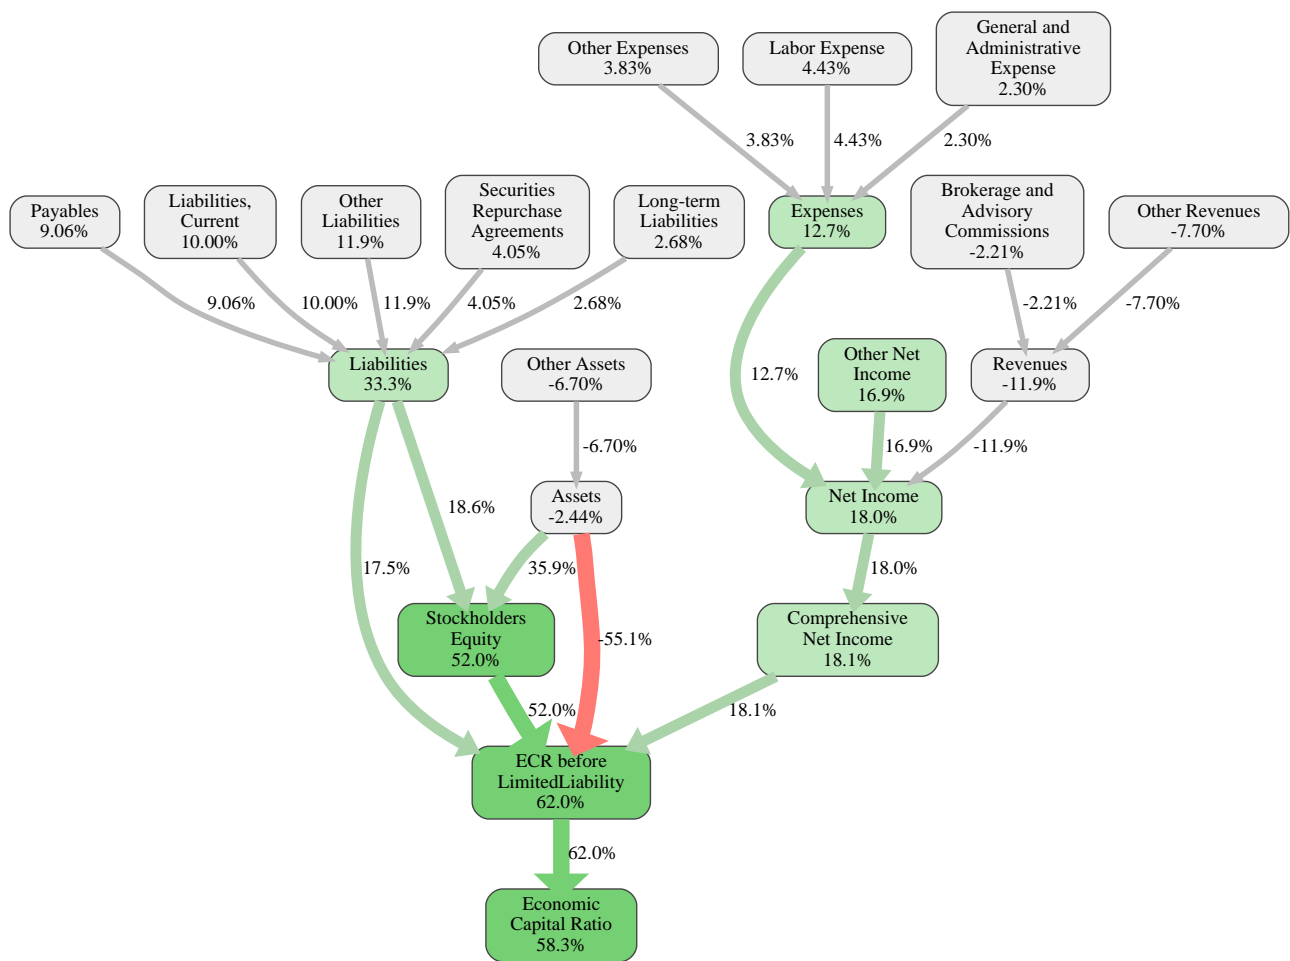 Other Expenses
3.83%
Labor Expense
4.43%
General and
Administrative
Expense
2.30%
3.83%
4.43%
2.30%
Payables
9.06%
Liabilities,
Current
10.00%
Other
Liabilities
11.9%
Securities
Repurchase
Agreements
4.05%
Long-term
Liabilities
2.68%
Expenses
12.7%
Brokerage and
Advisory
Commissions
-2.21%
Other Revenues
-7.70%
9.06%
10.00%
11.9%
4.05%
2.68%
-2.21%
-7.70%
Liabilities
33.3%
Other Assets
-6.70%
12.7%
Other Net
Income
16.9%
Revenues
-11.9%
-6.70%
16.9%
-11.9%
Assets
-2.44%
Net Income
18.0%
18.6%
17.5%
35.9%
18.0%
Stockholders
Equity
52.0%
-55.1%
Comprehensive
Net Income
18.1%
52.0%
18.1%
ECR before
LimitedLiability
62.0%
62.0%
Economic
Capital Ratio
58.3%